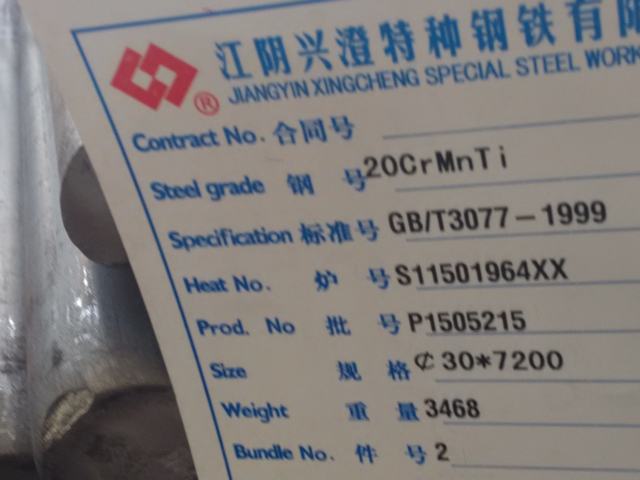 江阴兴澄特种钢铁有
® JIANGYIN XINGCHENG SPECIAL STEEL WORK
Contract No. 合同号
Steel grade 钢 号 20CrMnTi
Specification 标准号 GB/T3077-1999
Heat No. 炉 号 S11501964XX
Prod. No 批 号 P1505215
Size 规 格 ¢30*7200
Weight 重 量 3468
Bundle No. 件 号 2